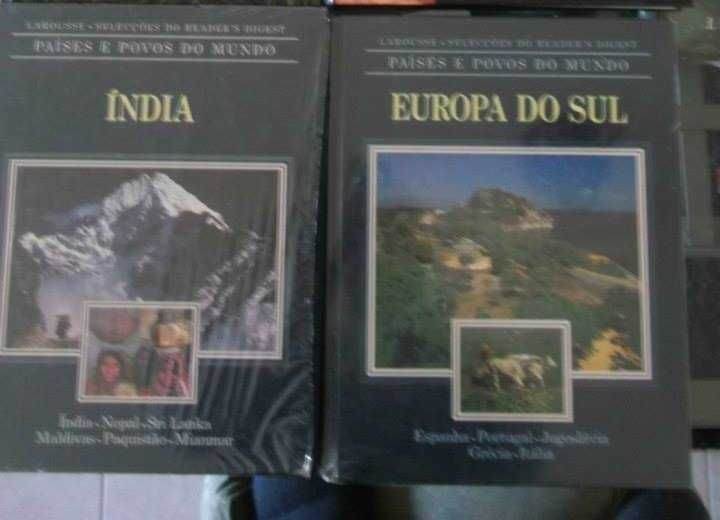 LAROUSSE - SELECÇÕES DO READER'S DIGEST
PAÍSES E POVOS DO MUNDO
ÍNDIA
Índia - Nepal - Sri Lanka
Maldivas - Paquistão - Mianmar
LAROUSSE - SELECÇÕES DO READER'S DIGEST
PAÍSES E POVOS DO MUNDO
EUROPA DO SUL
Espanha - Portugal - Jugoslávia
Grécia - Itália